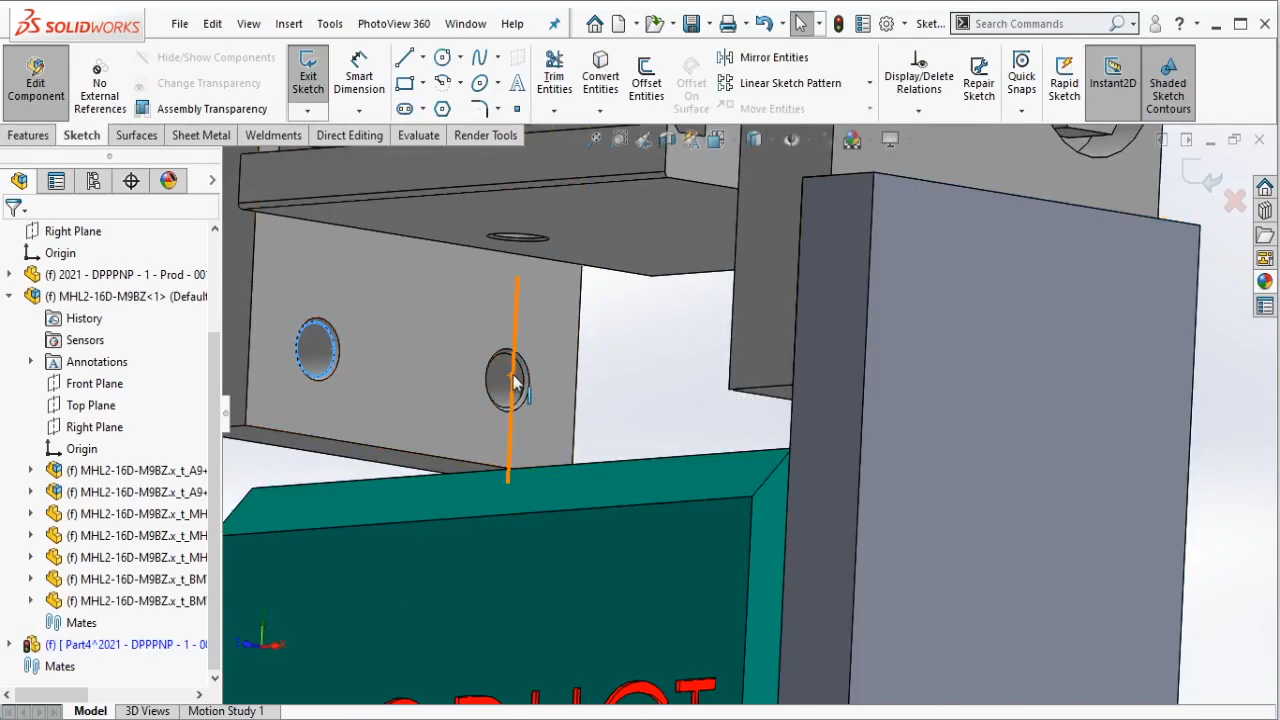 SOLIDWORKS
File
Edit
View
Insert
Tools
PhotoView 360
Window
Help
Sket...
Search Commands
Edit Component
No External References
Hide/Show Components
Change Transparency
Assembly Transparency
Exit Sketch
Smart Dimension
Trim Entities
Convert Entities
Offset Entities
Offset On Surface
Mirror Entities
Linear Sketch Pattern
Move Entities
Display/Delete Relations
Repair Sketch
Quick Snaps
Rapid Sketch
Instant2D
Shaded Sketch Contours
Features
Sketch
Surfaces
Sheet Metal
Weldments
Direct Editing
Evaluate
Render Tools
Right Plane
Origin
(f) 2021 - DPPPNP - 1 - Prod - 00
(f) MHL2-16D-M9BZ<1> (Default
History
Sensors
Annotations
Front Plane
Top Plane
Right Plane
Origin
(f) MHL2-16D-M9BZ.x_t_A9+
(f) MHL2-16D-M9BZ.x_t_A9+
(f) MHL2-16D-M9BZ.x_t_MH
(f) MHL2-16D-M9BZ.x_t_MH
(f) MHL2-16D-M9BZ.x_t_MH
(f) MHL2-16D-M9BZ.x_t_BM
(f) MHL2-16D-M9BZ.x_t_BM
Mates
(f) [ Part4^2021 - DPPPNP - 1 - 00
Mates
Model
3D Views
Motion Study 1